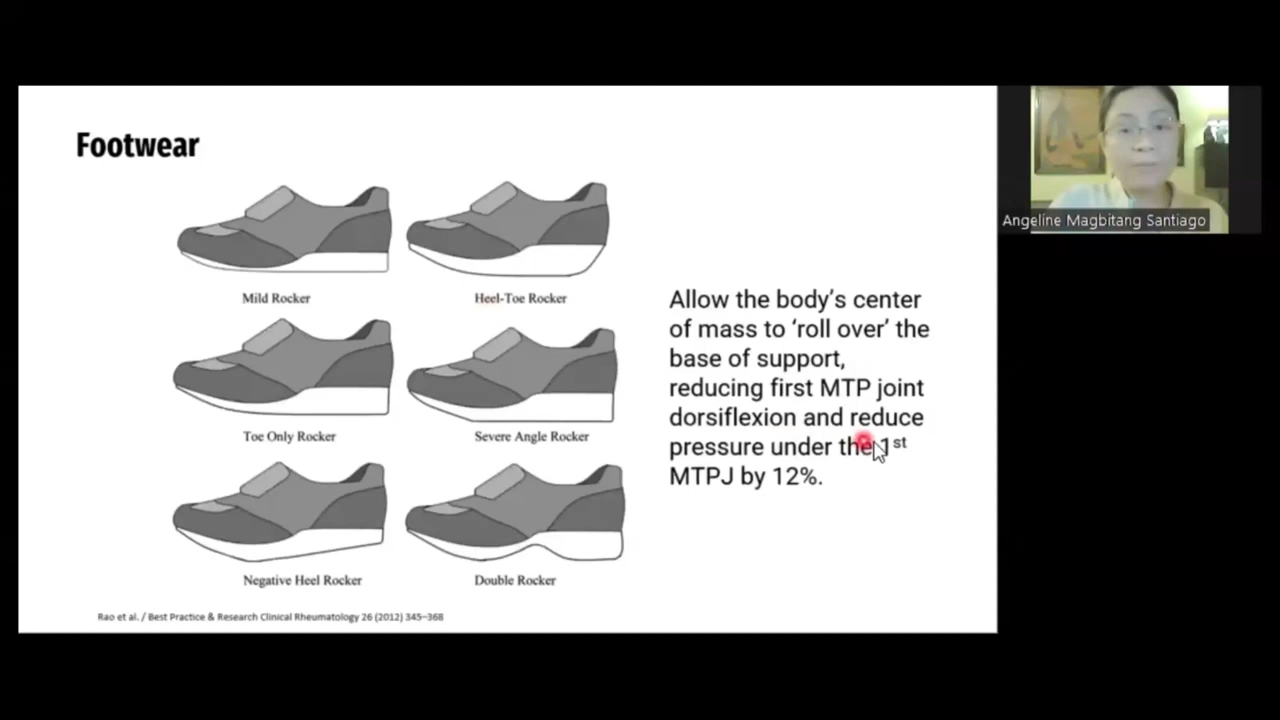 Footwear
Mild Rocker
Heel-Toe Rocker
Toe Only Rocker
Severe Angle Rocker
Negative Heel Rocker
Double Rocker
Allow the body's center
of mass to ‘roll over’ the
base of support,
reducing first MTP joint
dorsiflexion and reduce
pressure under the 1st
MTPJ by 12%.
Rao et al. / Best Practice & Research Clinical Rheumatology 26 (2012) 345–368
Angeline Magbitang Santiago